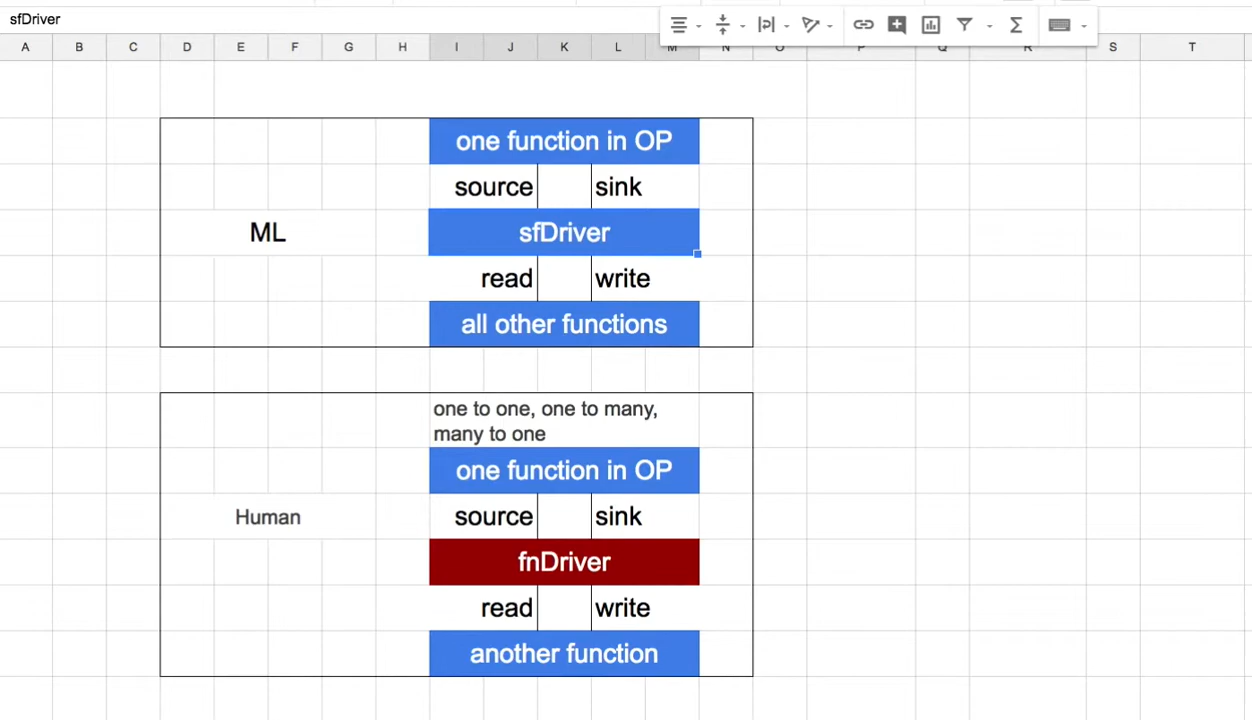 sfDriver
A B C D E F G H I J K L M N O P Q R S T
one function in OP
source sink
ML
sfDriver
read write
all other functions
one to one, one to many,
many to one
one function in OP
source sink
Human
fnDriver
read write
another function